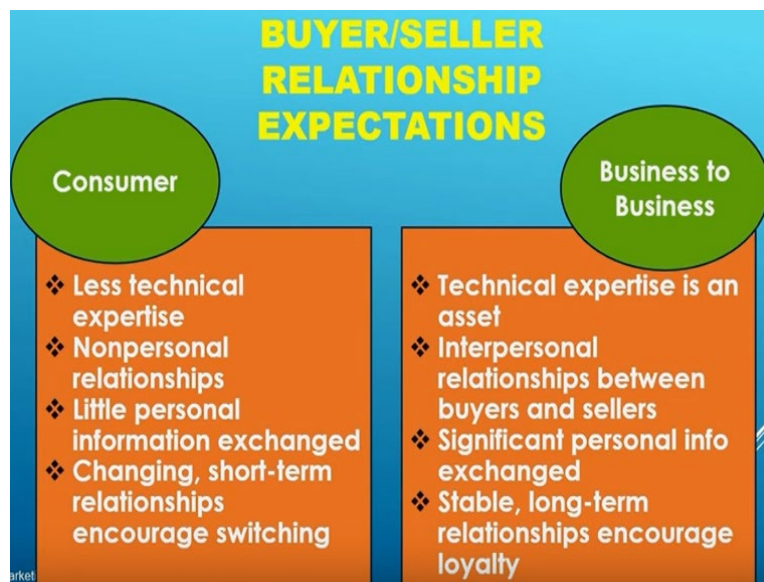 BUYER/SELLER
RELATIONSHIP
EXPECTATIONS
Consumer
❖ Less technical
expertise
❖ Nonpersonal
relationships
❖ Little personal
information exchanged
❖ Changing, short-term
relationships
encourage switching
Business to
Business
❖ Technical expertise is an
asset
❖ Interpersonal
relationships between
buyers and sellers
❖ Significant personal info
exchanged
❖ Stable, long-term
relationships encourage
loyalty
arketi